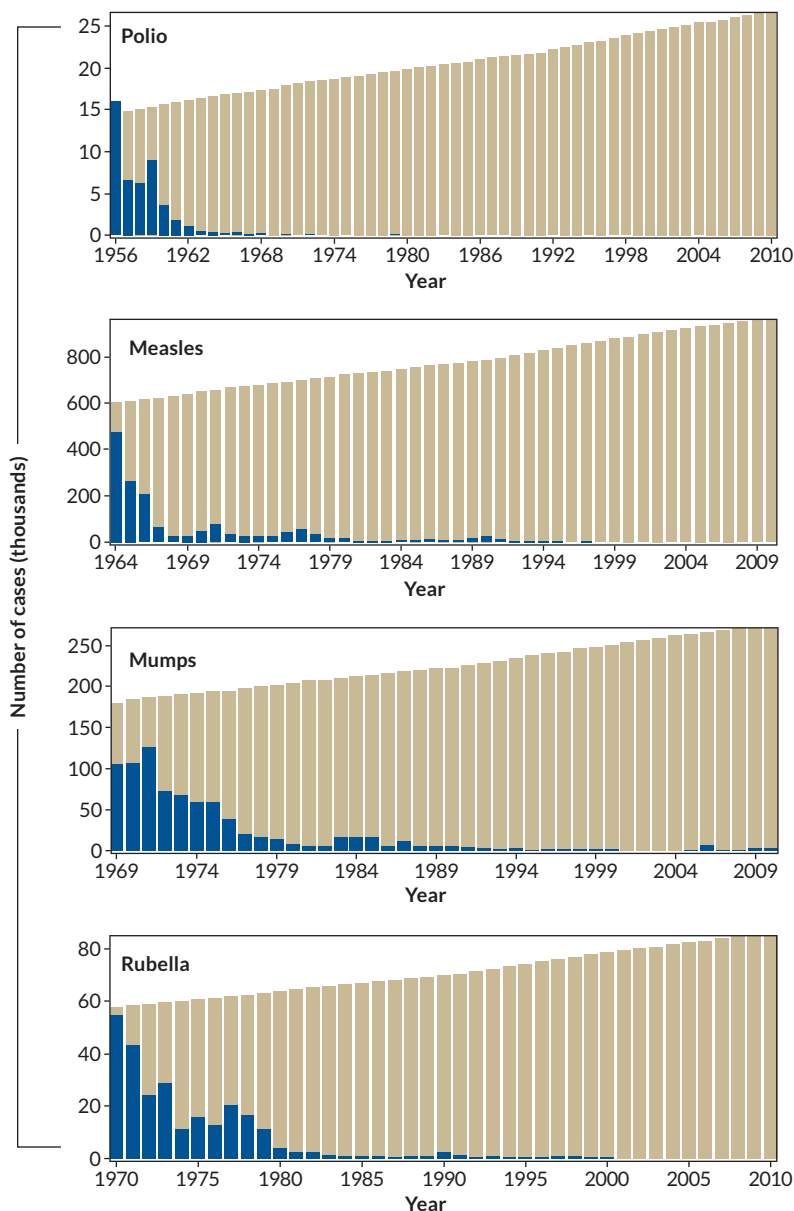 Number of cases (thousands)
Polio
25
20
15
10
5
0
1956 1962 1968 1974 1980 1986 1992 1998 2004 2010
Year
Measles
800
600
400
200
0
1964 1969 1974 1979 1984 1989 1994 1999 2004 2009
Year
Mumps
250
200
150
100
50
0
1969 1974 1979 1984 1989 1994 1999 2004 2009
Year
Rubella
80
60
40
20
0
1970 1975 1980 1985 1990 1995 2000 2005 2010
Year